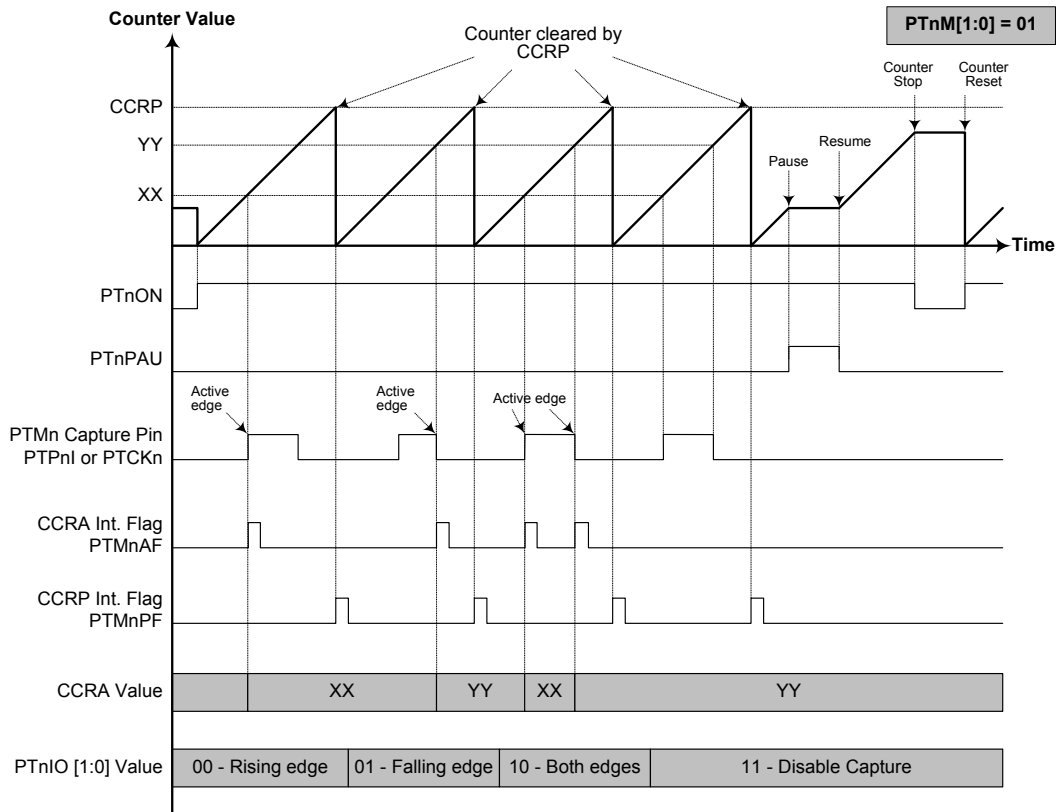 Counter Value
PTnM[1:0] = 01
Counter cleared by
CCRP
Counter
Stop
Counter
Reset
CCRP
YY
XX
Pause
Resume
Time
PTnON
PTnPAU
Active
edge
Active
edge
Active edge
PTMn Capture Pin
PTPnI or PTCKn
CCRA Int. Flag
PTMnAF
CCRP Int. Flag
PTMnPF
CCRA Value
XX
YY
XX
YY
PTnIO [1:0] Value
00 - Rising edge
01 - Falling edge
10 - Both edges
11 - Disable Capture